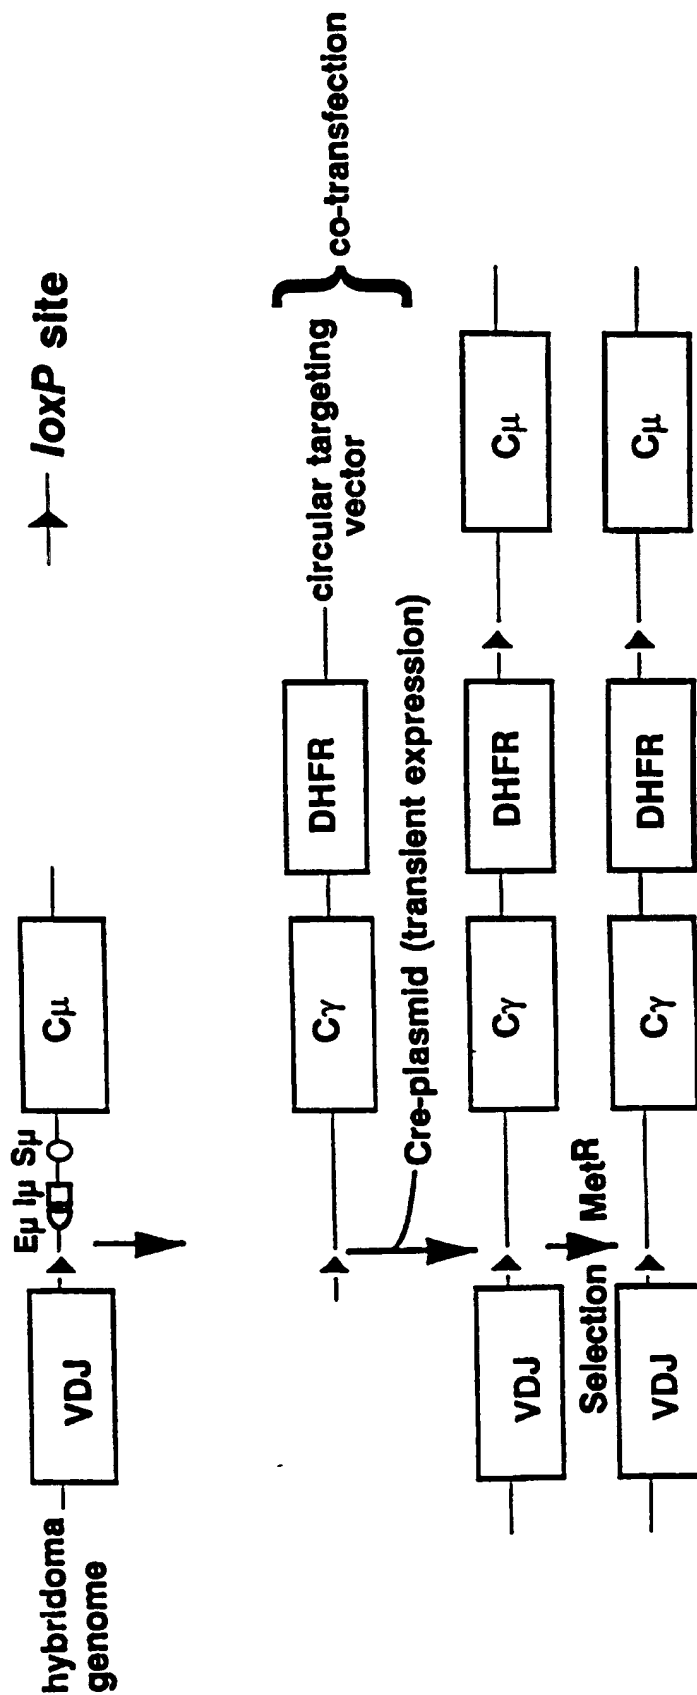 loxP site
hybridoma
genome
VDJ
Eμ Iμ Sμ
Cμ
Cγ
DHFR
circular targeting
vector
co-transfection
Cre-plasmid (transient expression)
VDJ
Cγ
DHFR
Cμ
Selection
MetR
VDJ
Cγ
DHFR
Cμ